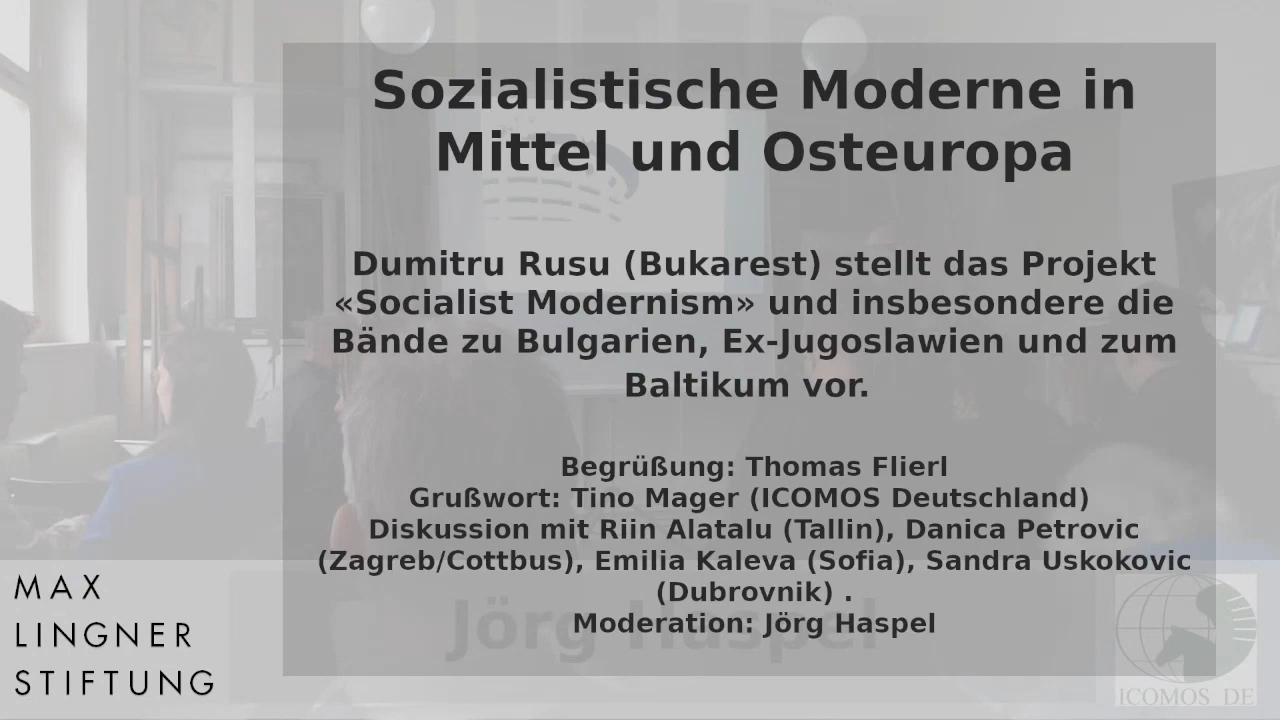 Sozialistische Moderne in
Mittel und Osteuropa
Dumitru Rusu (Bukarest) stellt das Projekt
«Socialist Modernism» und insbesondere die
Bände zu Bulgarien, Ex-Jugoslawien und zum
Baltikum vor.
Begrüßung: Thomas Flierl
Grußwort: Tino Mager (ICOMOS Deutschland)
Diskussion mit Riin Alatalu (Tallin), Danica Petrovic
(Zagreb/Cottbus), Emilia Kaleva (Sofia), Sandra Uskokovic
(Dubrovnik) .
Jörg Haspel
Moderation: Jörg Haspel
MAX
LINGNER
STIFTUNG
ICOMOS DE